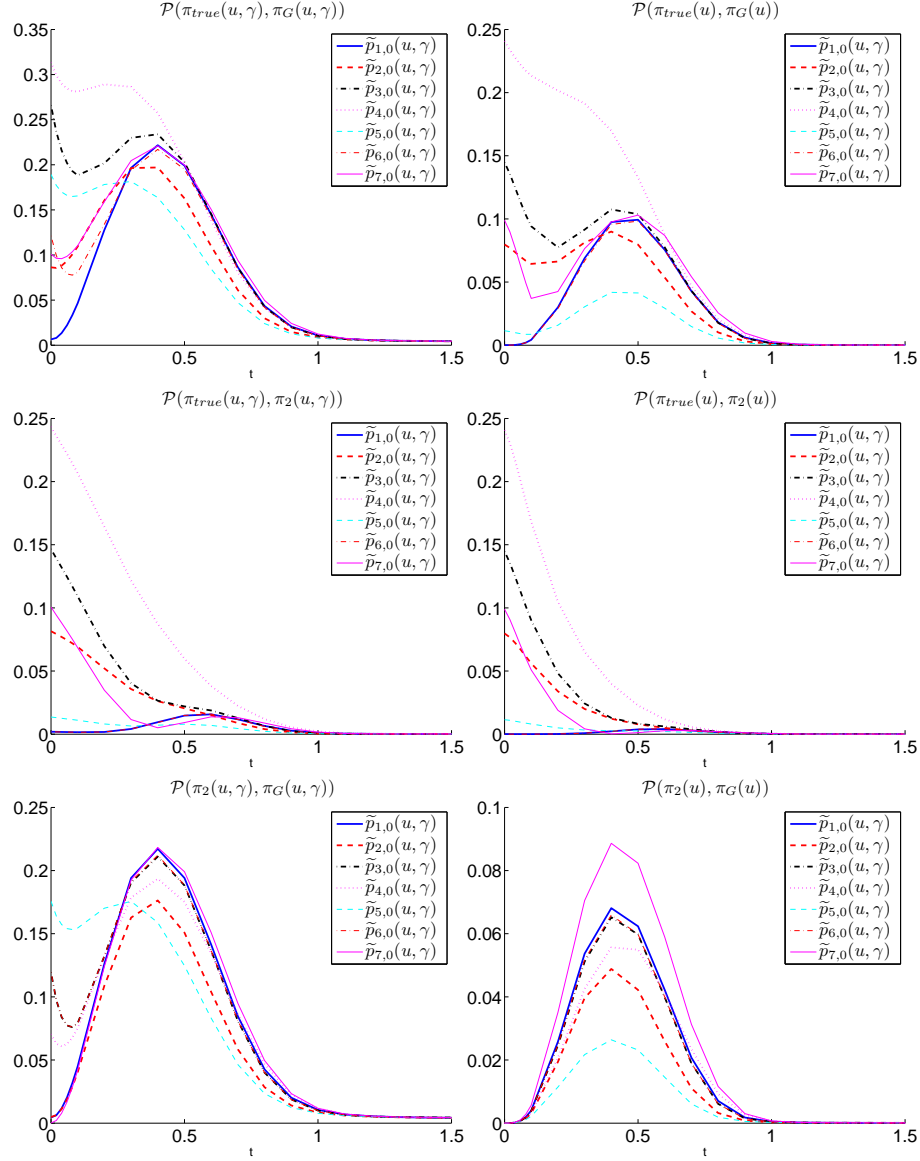 𝒫(π_true(u, γ), π_G(u, γ))
0.35
0.3
0.25
0.2
0.15
0.1
0.05
0
0
0.5
1
1.5
t
p̃_{1,0}(u, γ)
p̃_{2,0}(u, γ)
p̃_{3,0}(u, γ)
p̃_{4,0}(u, γ)
p̃_{5,0}(u, γ)
p̃_{6,0}(u, γ)
p̃_{7,0}(u, γ)
𝒫(π_true(u), π_G(u))
0.25
0.2
0.15
0.1
0.05
0
0
0.5
1
1.5
t
p̃_{1,0}(u, γ)
p̃_{2,0}(u, γ)
p̃_{3,0}(u, γ)
p̃_{4,0}(u, γ)
p̃_{5,0}(u, γ)
p̃_{6,0}(u, γ)
p̃_{7,0}(u, γ)
𝒫(π_true(u, γ), π_2(u, γ))
0.25
0.2
0.15
0.1
0.05
0
0
0.5
1
1.5
t
p̃_{1,0}(u, γ)
p̃_{2,0}(u, γ)
p̃_{3,0}(u, γ)
p̃_{4,0}(u, γ)
p̃_{5,0}(u, γ)
p̃_{6,0}(u, γ)
p̃_{7,0}(u, γ)
𝒫(π_true(u), π_2(u))
0.25
0.2
0.15
0.1
0.05
0
0
0.5
1
1.5
t
p̃_{1,0}(u, γ)
p̃_{2,0}(u, γ)
p̃_{3,0}(u, γ)
p̃_{4,0}(u, γ)
p̃_{5,0}(u, γ)
p̃_{6,0}(u, γ)
p̃_{7,0}(u, γ)
𝒫(π_2(u, γ), π_G(u, γ))
0.25
0.2
0.15
0.1
0.05
0
0
0.5
1
1.5
t
p̃_{1,0}(u, γ)
p̃_{2,0}(u, γ)
p̃_{3,0}(u, γ)
p̃_{4,0}(u, γ)
p̃_{5,0}(u, γ)
p̃_{6,0}(u, γ)
p̃_{7,0}(u, γ)
𝒫(π_2(u), π_G(u))
0.1
0.08
0.06
0.04
0.02
0
0
0.5
1
1.5
t
p̃_{1,0}(u, γ)
p̃_{2,0}(u, γ)
p̃_{3,0}(u, γ)
p̃_{4,0}(u, γ)
p̃_{5,0}(u, γ)
p̃_{6,0}(u, γ)
p̃_{7,0}(u, γ)